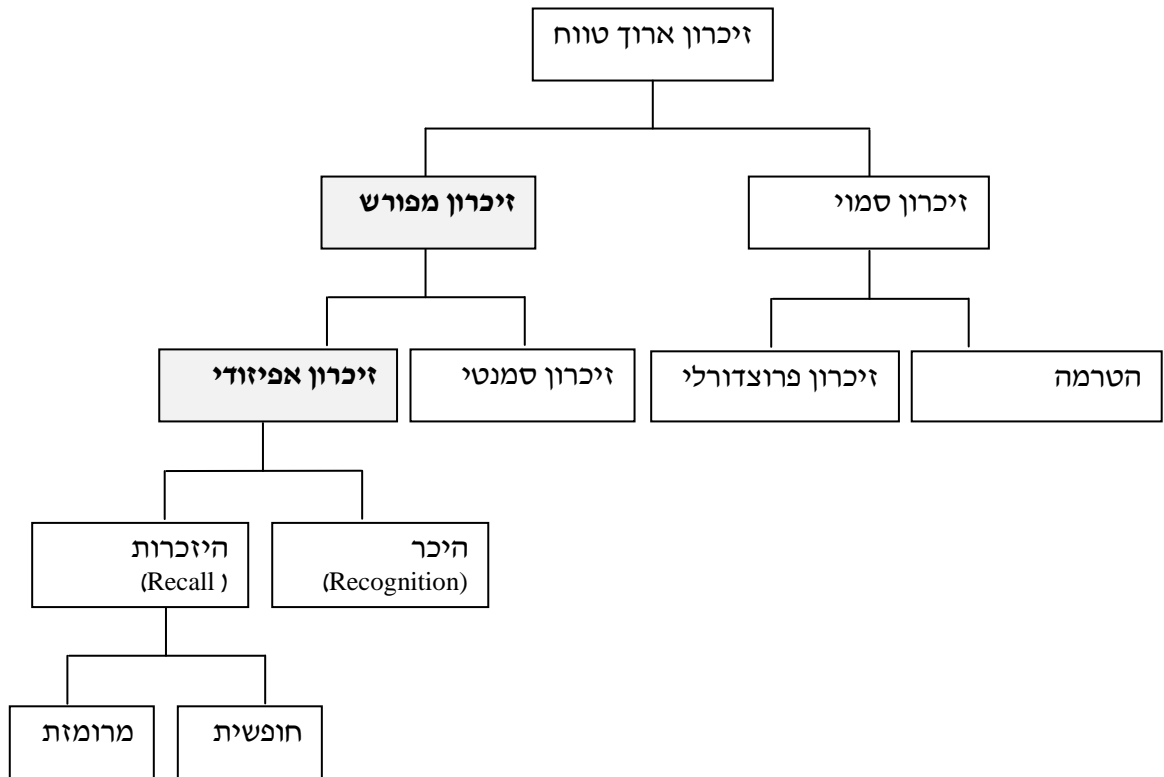 זיכרון ארוך טווח
זיכרון סמוי
זיכרון מפורש
הטרמה
זיכרון פרוצדורלי
זיכרון סמנטי
זיכרון אפיזודי
היכר
(Recognition)
היזכרות
(Recall )
חופשית
מרומזת